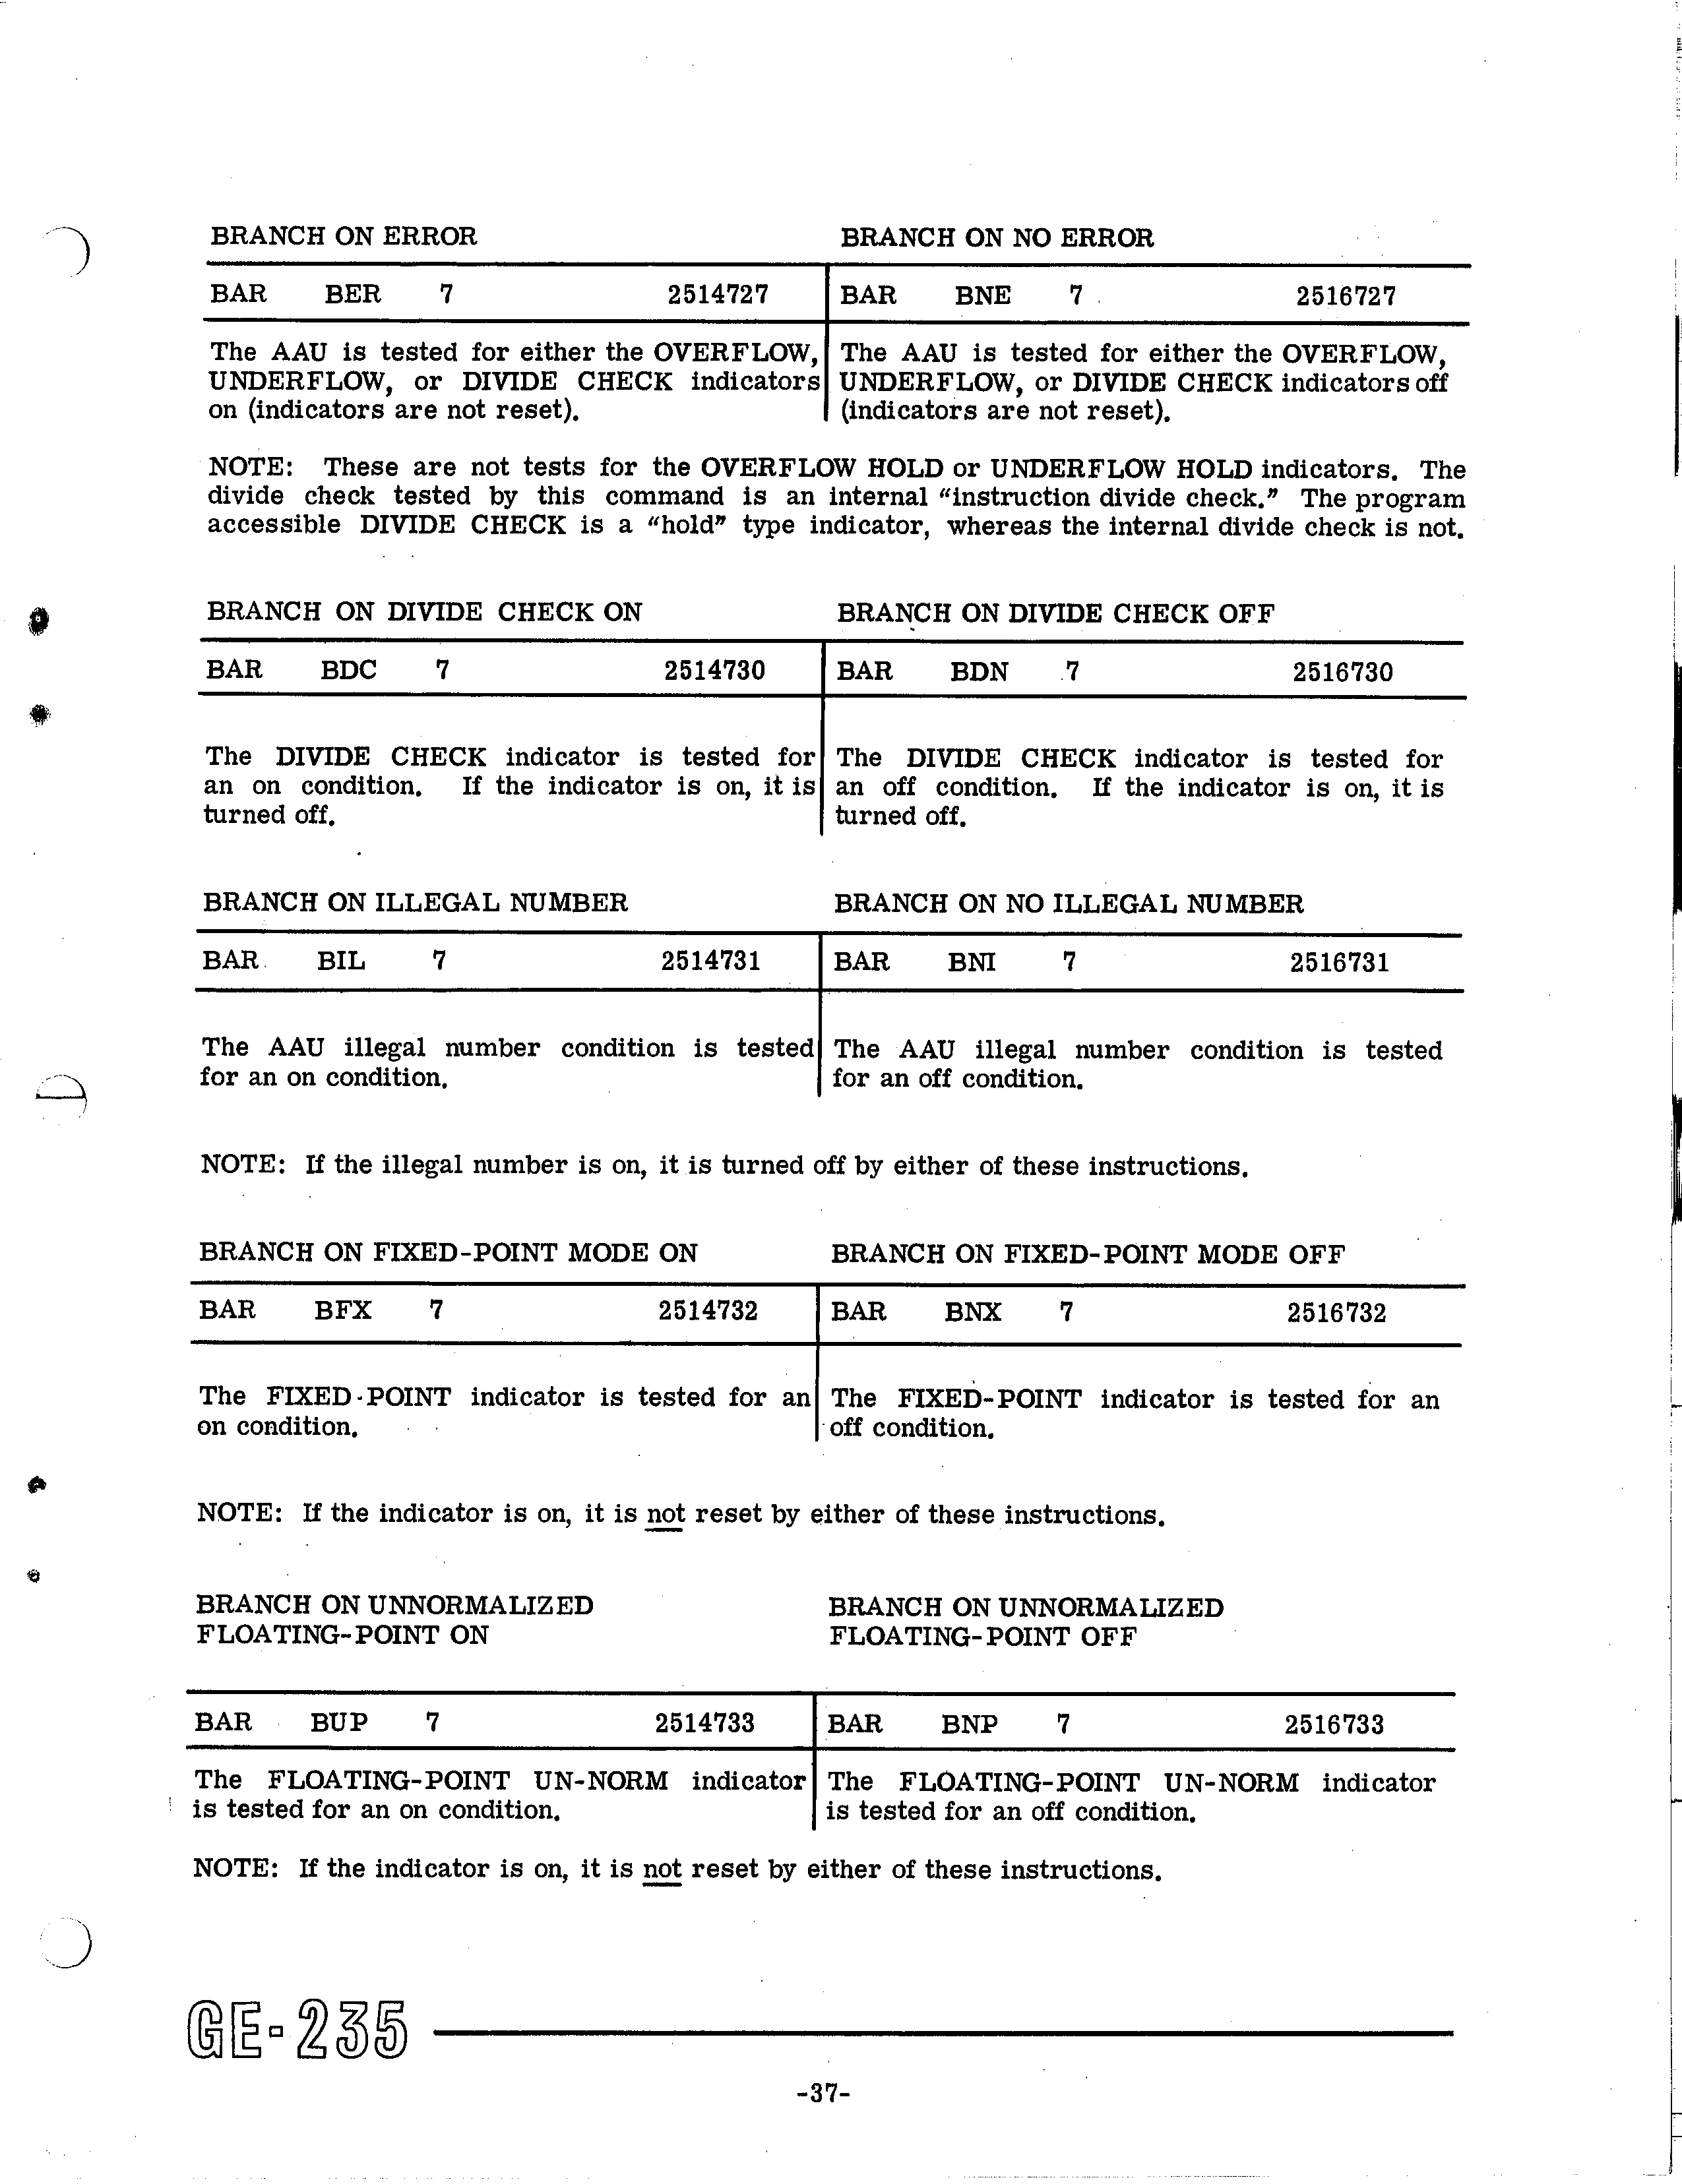 BRANCH ON ERROR
BAR BER 7 2514727
The AAU is tested for either the OVERFLOW,
UNDERFLOW, or DIVIDE CHECK indicators
on (indicators are not reset).
BRANCH ON NO ERROR
BAR BNE 7 2516727
The AAU is tested for either the OVERFLOW,
UNDERFLOW, or DIVIDE CHECK indicators off
(indicators are not reset).
NOTE: These are not tests for the OVERFLOW HOLD or UNDERFLOW HOLD indicators. The
divide check tested by this command is an internal “instruction divide check.” The program
accessible DIVIDE CHECK is a “hold” type indicator, whereas the internal divide check is not.
BRANCH ON DIVIDE CHECK ON
BAR BDC 7 2514730
The DIVIDE CHECK indicator is tested for
an on condition. If the indicator is on, it is
turned off.
BRANCH ON DIVIDE CHECK OFF
BAR BDN 7 2516730
The DIVIDE CHECK indicator is tested for
an off condition. If the indicator is on, it is
turned off.
BRANCH ON ILLEGAL NUMBER
BAR BIL 7 2514731
The AAU illegal number condition is tested
for an on condition.
BRANCH ON NO ILLEGAL NUMBER
BAR BNI 7 2516731
The AAU illegal number condition is tested
for an off condition.
NOTE: If the illegal number is on, it is turned off by either of these instructions.
BRANCH ON FIXED-POINT MODE ON
BAR BFX 7 2514732
The FIXED-POINT indicator is tested for an
on condition.
BRANCH ON FIXED-POINT MODE OFF
BAR BNX 7 2516732
The FIXED-POINT indicator is tested for an
off condition.
NOTE: If the indicator is on, it is not reset by either of these instructions.
BRANCH ON UNNORMALIZED
FLOATING-POINT ON
BAR BUP 7 2514733
The FLOATING-POINT UN-NORM indicator
is tested for an on condition.
BRANCH ON UNNORMALIZED
FLOATING-POINT OFF
BAR BNP 7 2516733
The FLOATING-POINT UN-NORM indicator
is tested for an off condition.
NOTE: If the indicator is on, it is not reset by either of these instructions.
GE-235
-37-